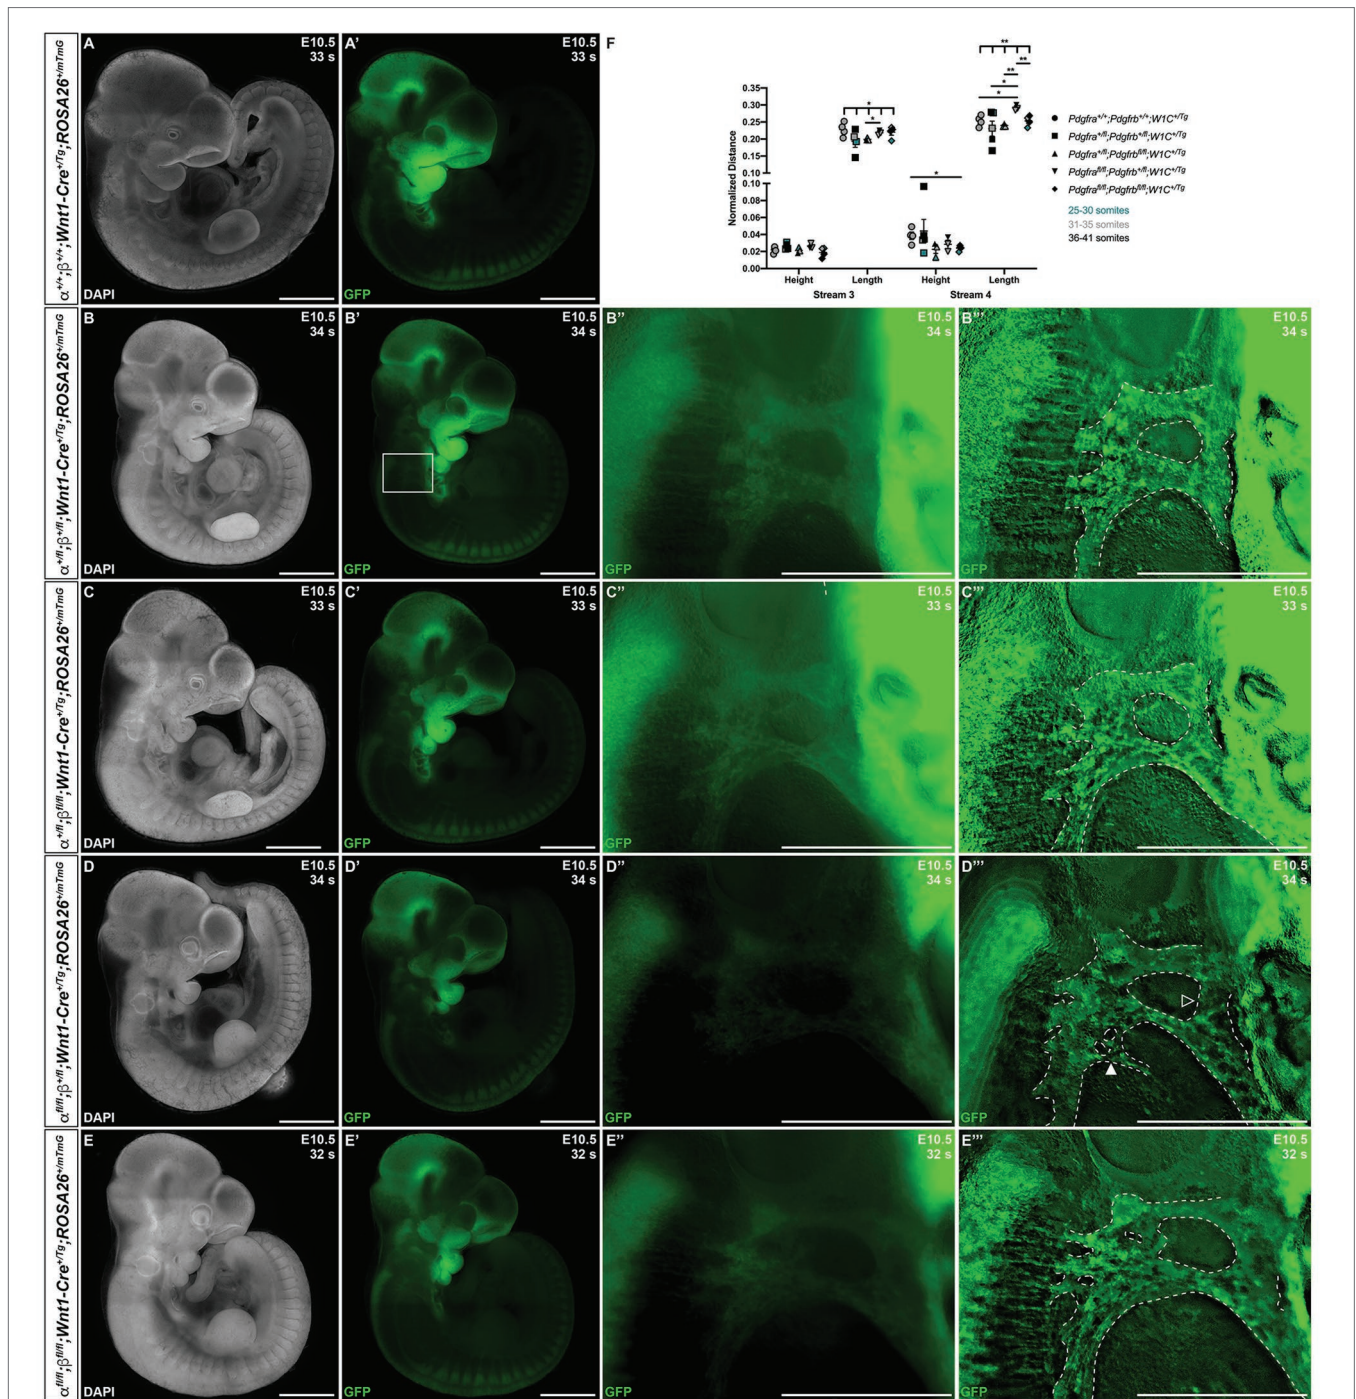 A
E10.5
33 s
DAPI
α+/+;β+/+;Wnt1-Cre+/Tg;ROSA26+/mTmG
A’
E10.5
33 s
GFP
F
Normalized Distance
0.35
0.30
0.25
0.20
0.15
0.10
0.10
0.08
0.06
0.04
0.02
0.00
*
*
*
**
**
**
*
*
Height
Length
Height
Length
Stream 3
Stream 4
Pdgfra+/+;Pdgfrb+/+;W1C+/Tg
Pdgfra+/fl;Pdgfrb+/fl;W1C+/Tg
Pdgfra+/fl;Pdgfrbfl/fl;W1C+/Tg
Pdgfrafl/fl;Pdgfrb+/fl;W1C+/Tg
Pdgfrafl/fl;Pdgfrbfl/fl;W1C+/Tg
25-30 somites
31-35 somites
36-41 somites
α+/fl;β+/fl;Wnt1-Cre+/Tg;ROSA26+/mTmG
B
E10.5
34 s
DAPI
B’
E10.5
34 s
GFP
B’’
E10.5
34 s
GFP
B’’’
E10.5
34 s
GFP
α+/fl;βfl/fl;Wnt1-Cre+/Tg;ROSA26+/mTmG
C
E10.5
33 s
DAPI
C’
E10.5
33 s
GFP
C’’
E10.5
33 s
GFP
C’’’
E10.5
33 s
GFP
αfl/fl;β+/fl;Wnt1-Cre+/Tg;ROSA26+/mTmG
D
E10.5
34 s
DAPI
D’
E10.5
34 s
GFP
D’’
E10.5
34 s
GFP
D’’’
E10.5
34 s
GFP
αfl/fl;βfl/fl;Wnt1-Cre+/Tg;ROSA26+/mTmG
E
E10.5
32 s
DAPI
E’
E10.5
32 s
GFP
E’’
E10.5
32 s
GFP
E’’’
E10.5
32 s
GFP